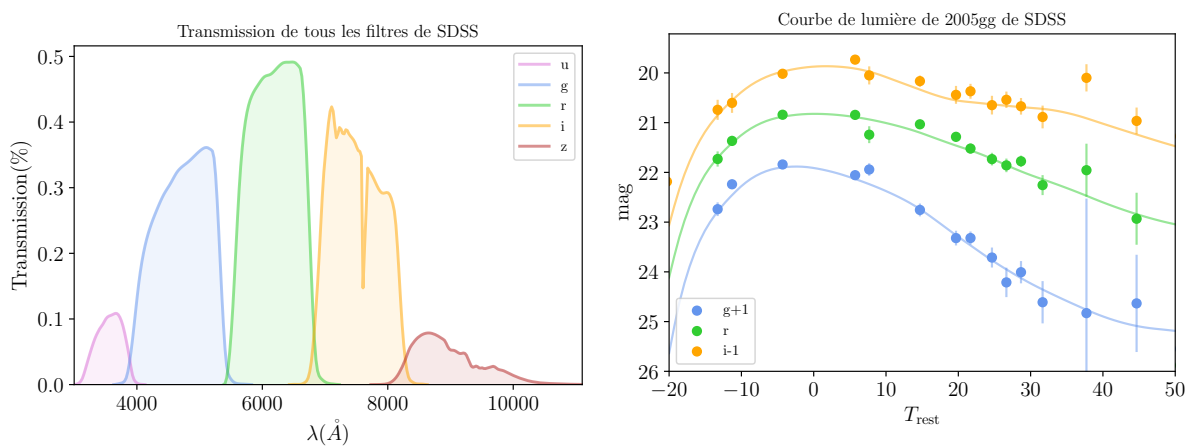 Transmission de tous les filtres de SDSS
0.5
0.4
0.3
0.2
0.1
0.0
Transmission(%)
4000 6000 8000 10000
λ(Å)
u
g
r
i
z
Courbe de lumière de 2005gg de SDSS
20
21
22
23
24
25
26
mag
−20 −10 0 10 20 30 40 50
T_rest
g+1
r
i-1